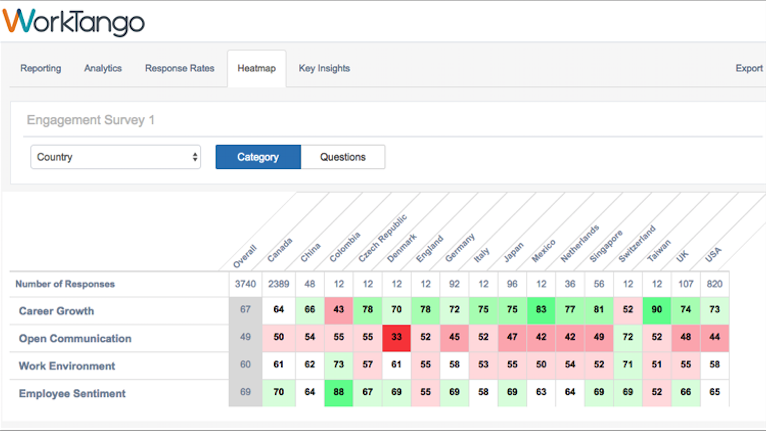 WorkTango
Reporting Analytics Response Rates Heatmap Key Insights Export
Engagement Survey 1
Country Category Questions
Overall Canada China Colombia Czech Republic Denmark England Germany Italy Japan Mexico Netherlands Singapore Switzerland Taiwan UK USA
Number of Responses 3740 2389 48 12 12 12 12 92 12 96 12 36 56 12 12 107 820
Career Growth 67 64 66 43 78 70 78 72 75 75 83 77 81 52 90 74 73
Open Communication 49 50 54 55 55 33 52 45 52 47 42 42 49 72 52 48 44
Work Environment 60 61 62 73 57 61 55 58 53 55 50 54 52 71 51 55 58
Employee Sentiment 69 70 64 88 67 69 55 69 58 69 63 64 69 69 52 66 65